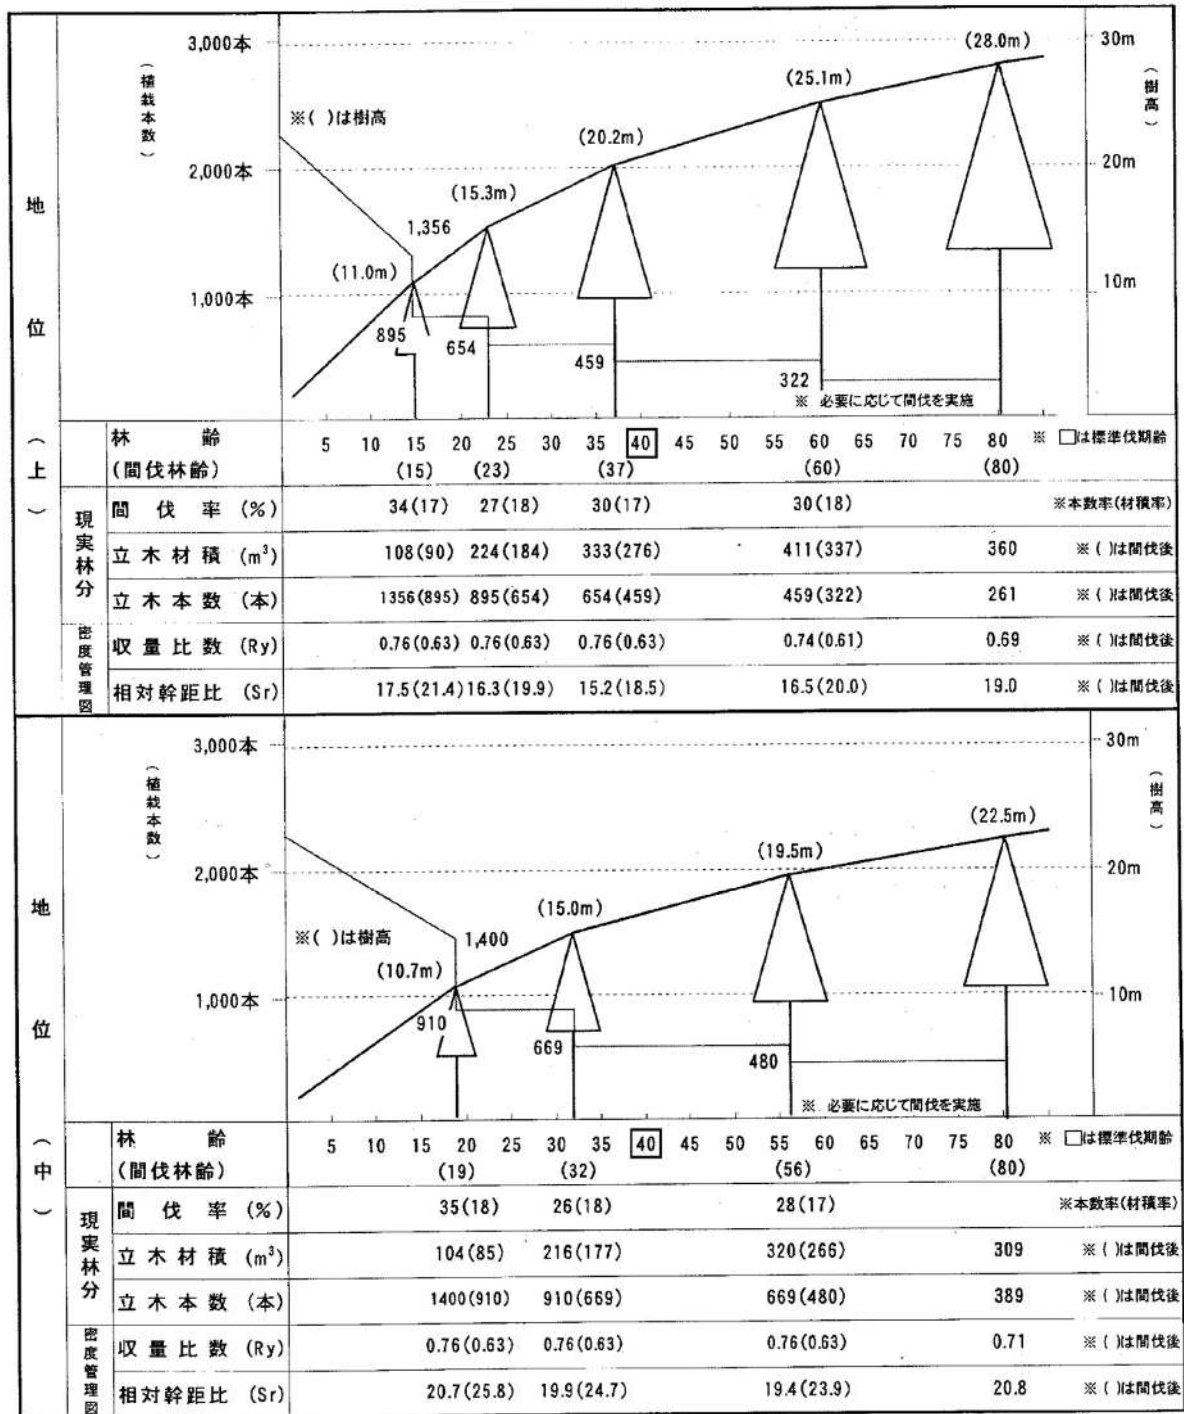 地位(上)
(植栽本数)
3,000本
2,000本
1,000本
30m
20m
10m
(樹高)
※( )は樹高
(11.0m)
(15.3m)
(20.2m)
(25.1m)
(28.0m)
1,356
895
654
459
322
※ 必要に応じて間伐を実施
林齢 5 10 15 20 25 30 35 40 45 50 55 60 65 70 75 80 ※ □は標準伐期齢
(間伐林齢) (15) (23) (37) (60) (80)
現実林分
間伐率(%) 34(17) 27(18) 30(17) 30(18) ※本数率(材積率)
立木材積(m³) 108(90) 224(184) 333(276) 411(337) 360 ※( )は間伐後
立木本数(本) 1356(895) 895(654) 654(459) 459(322) 261 ※( )は間伐後
密度管理図
収量比数(Ry) 0.76(0.63) 0.76(0.63) 0.76(0.63) 0.74(0.61) 0.69 ※( )は間伐後
相対幹距比(Sr) 17.5(21.4) 16.3(19.9) 15.2(18.5) 16.5(20.0) 19.0 ※( )は間伐後
地位(中)
(植栽本数)
3,000本
2,000本
1,000本
30m
20m
10m
(樹高)
※( )は樹高
(10.7m)
(15.0m)
(19.5m)
(22.5m)
1,400
910
669
480
※ 必要に応じて間伐を実施
林齢 5 10 15 20 25 30 35 40 45 50 55 60 65 70 75 80 ※ □は標準伐期齢
(間伐林齢) (19) (32) (56) (80)
現実林分
間伐率(%) 35(18) 26(18) 28(17) ※本数率(材積率)
立木材積(m³) 104(85) 216(177) 320(266) 309 ※( )は間伐後
立木本数(本) 1400(910) 910(669) 669(480) 389 ※( )は間伐後
密度管理図
収量比数(Ry) 0.76(0.63) 0.76(0.63) 0.76(0.63) 0.71 ※( )は間伐後
相対幹距比(Sr) 20.7(25.8) 19.9(24.7) 19.4(23.9) 20.8 ※( )は間伐後